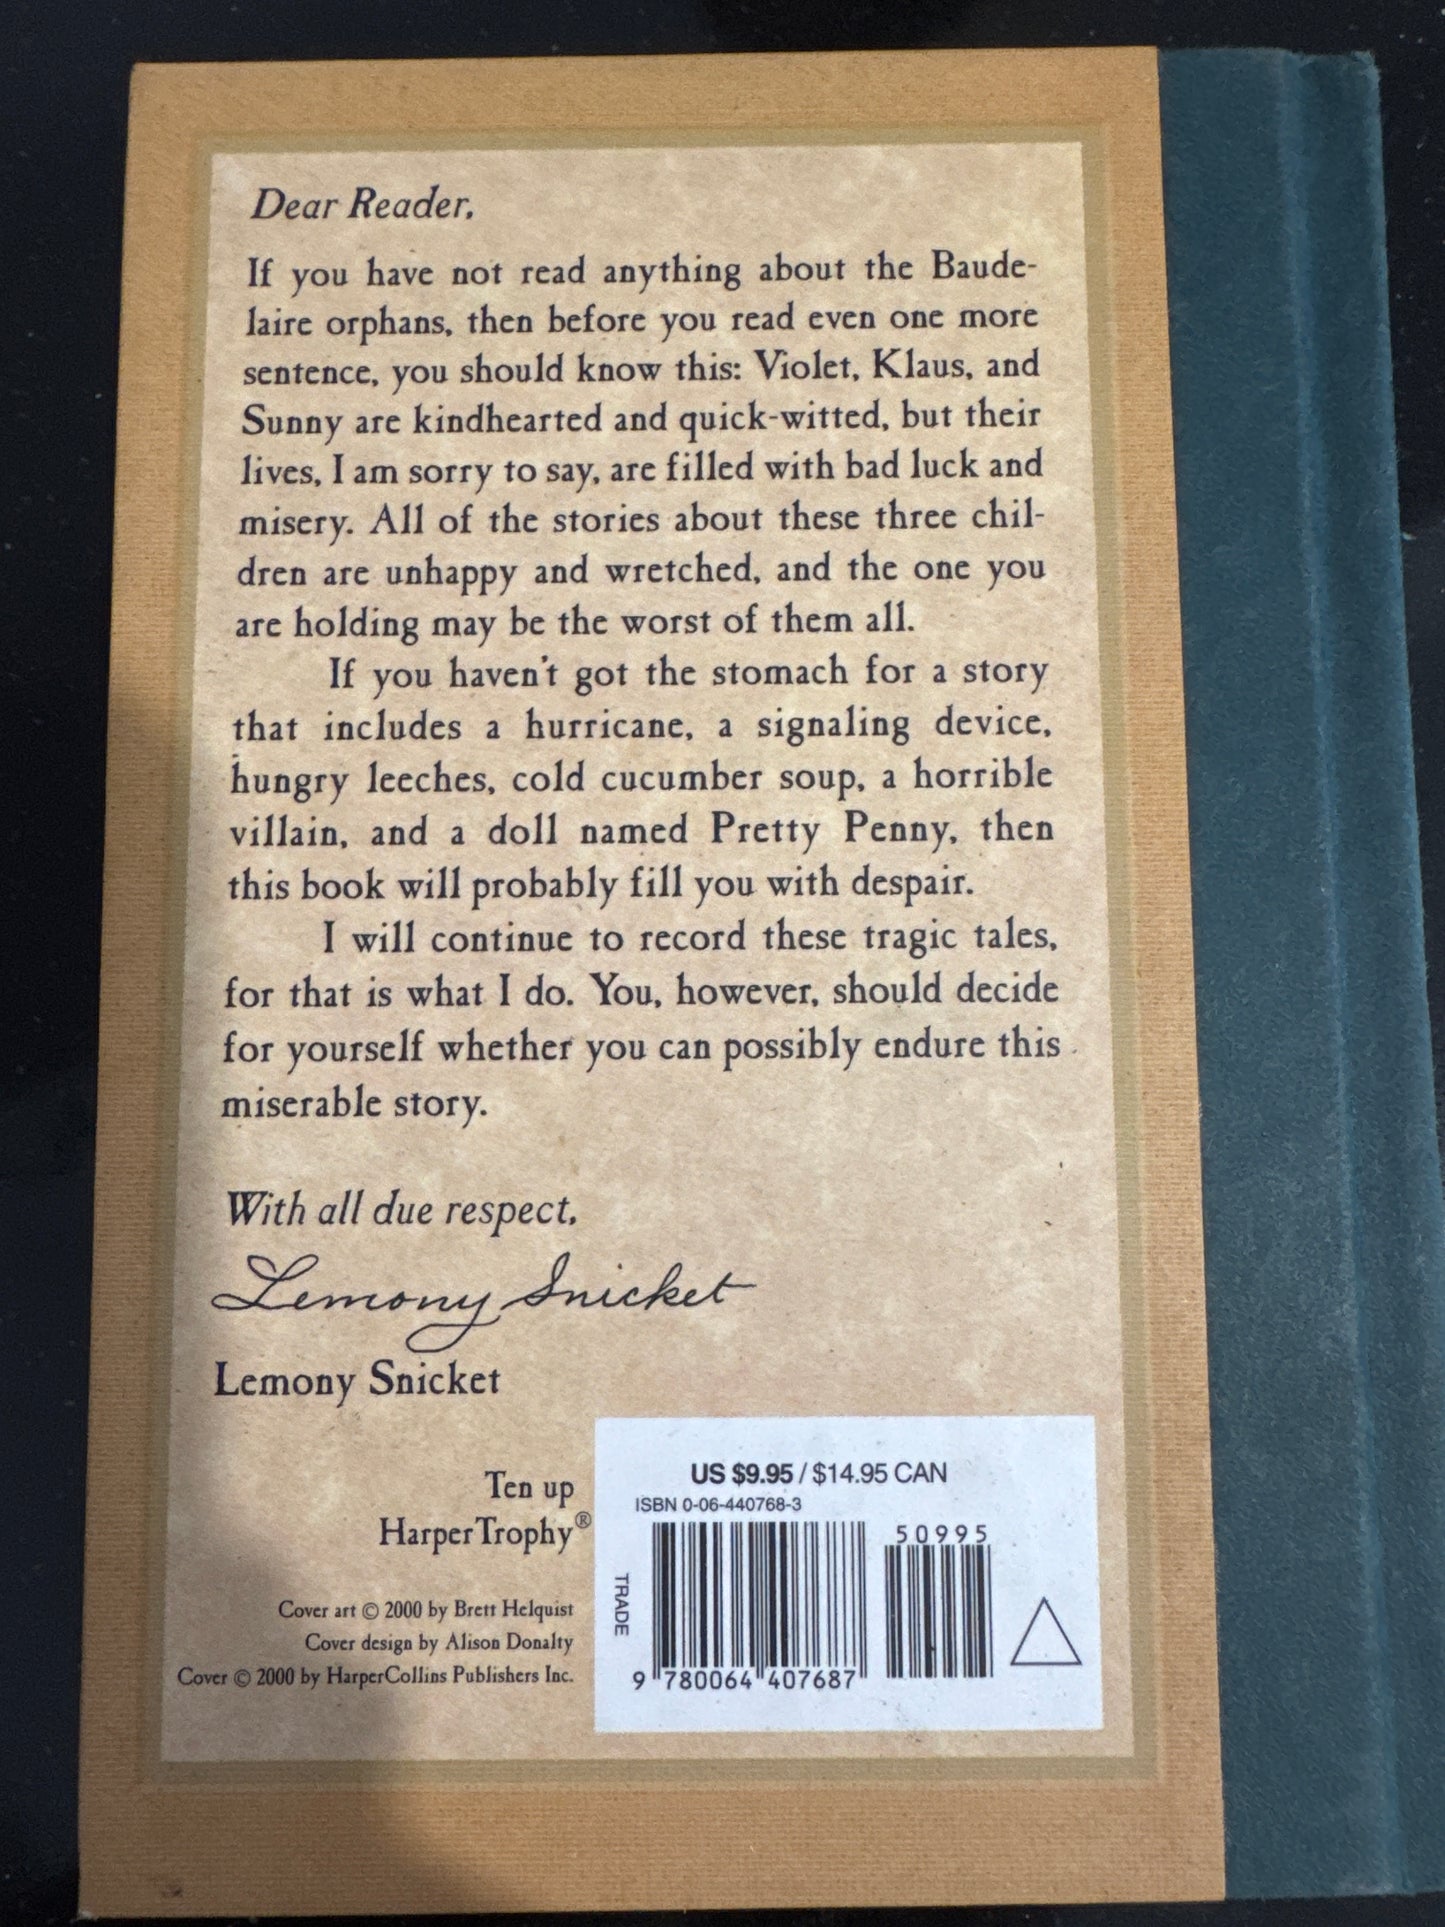 Dear Reader,
If you have not read anything about the Baude-
laire orphans, then before you read even one more
sentence, you should know this: Violet, Klaus, and
Sunny are kindhearted and quick-witted, but their
lives, I am sorry to say, are filled with bad luck and
misery. All of the stories about these three chil-
dren are unhappy and wretched, and the one you
are holding may be the worst of them all.
If you haven't got the stomach for a story
that includes a hurricane, a signaling device,
hungry leeches, cold cucumber soup, a horrible
villain, and a doll named Pretty Penny, then
this book will probably fill you with despair.
I will continue to record these tragic tales,
for that is what I do. You, however, should decide
for yourself whether you can possibly endure this
miserable story.
With all due respect,
Lemony Snicket
Lemony Snicket
Ten up
HarperTrophy®
Cover art © 2000 by Brett Helquist
Cover design by Alison Donalty
Cover © 2000 by HarperCollins Publishers Inc.
US $9.95 / $14.95 CAN
ISBN 0-06-440768-3
50995
TRADE
9 780064 407687